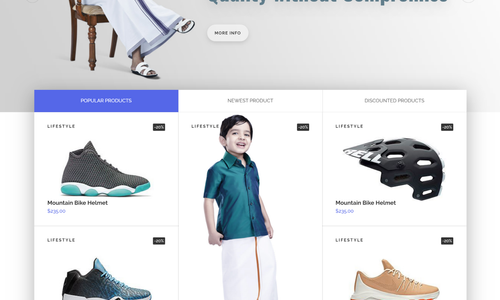 Quality without Compromise
MORE INFO
POPULAR PRODUCTS
NEWEST PRODUCT
DISCOUNTED PRODUCTS
LIFESTYLE
-20%
Mountain Bike Helmet
$235.00
LIFESTYLE
-20%
LIFESTYLE
-20%
Mountain Bike Helmet
$235.00
LIFESTYLE
-20%
LIFESTYLE
-20%